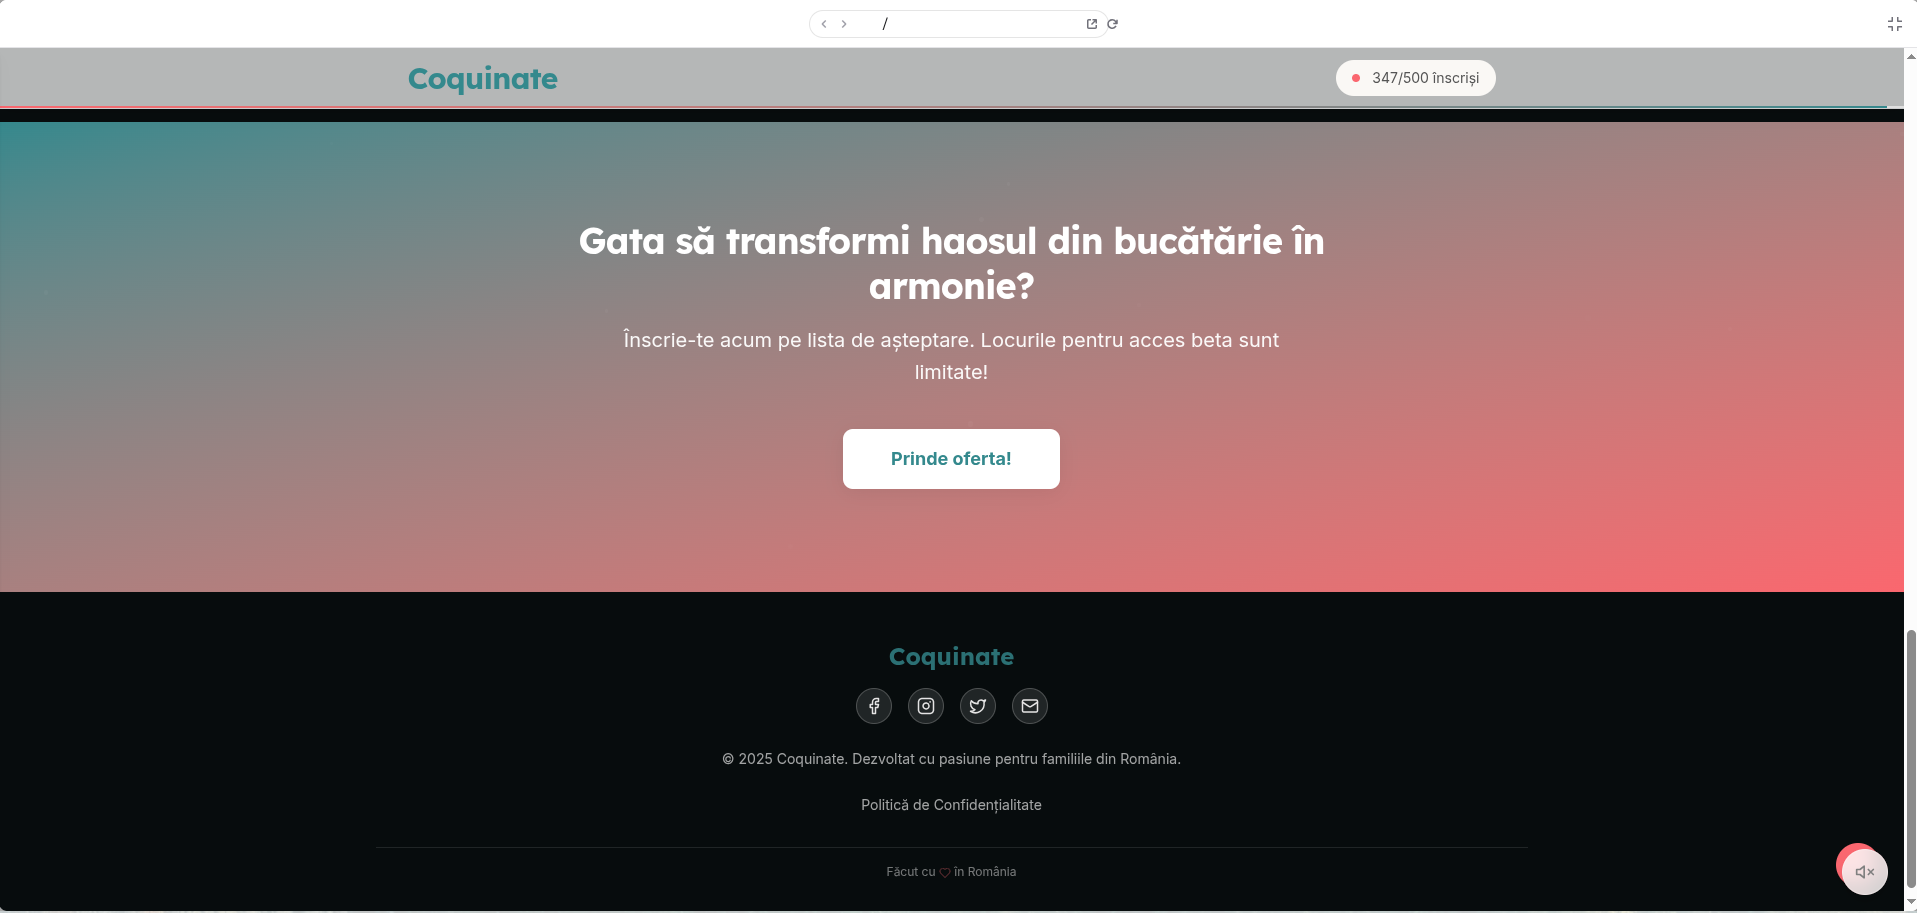 /
Coquinate
347/500 înscriși
Gata să transformi haosul din bucătărie în
armonie?
Înscrie-te acum pe lista de așteptare. Locurile pentru acces beta sunt
limitate!
Prinde oferta!
Coquinate
© 2025 Coquinate. Dezvoltat cu pasiune pentru familiile din România.
Politică de Confidențialitate
Făcut cu în România